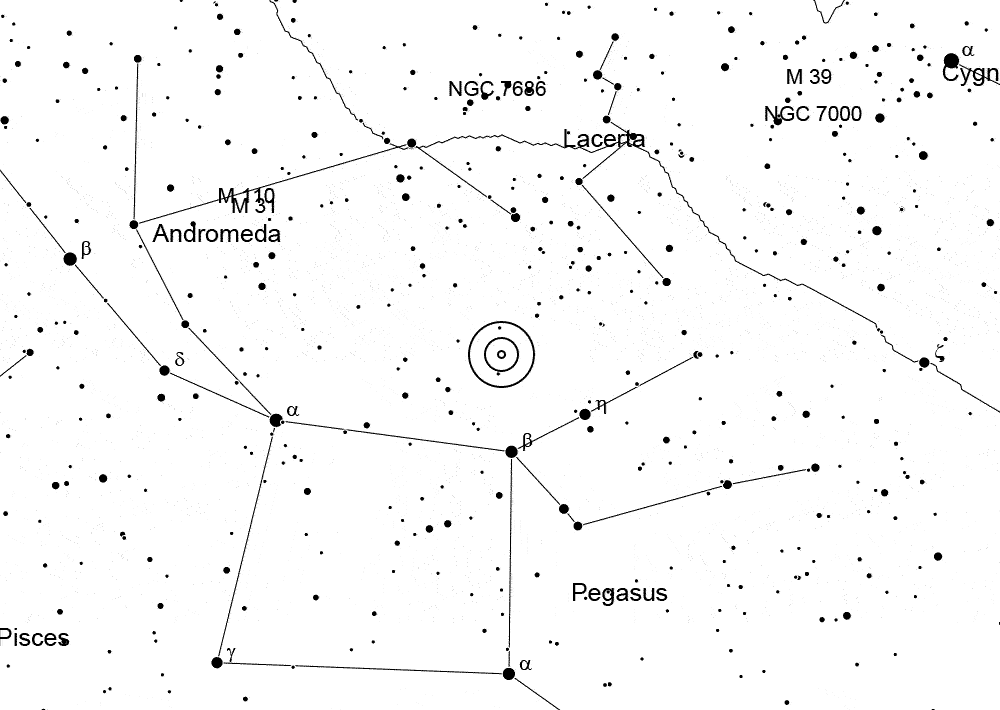 α
Cygn
M 39
NGC 7686
NGC 7000
Lacerta
M 110
M 31
Andromeda
β
ζ
δ
α
η
β
Pegasus
Pisces
γ
α